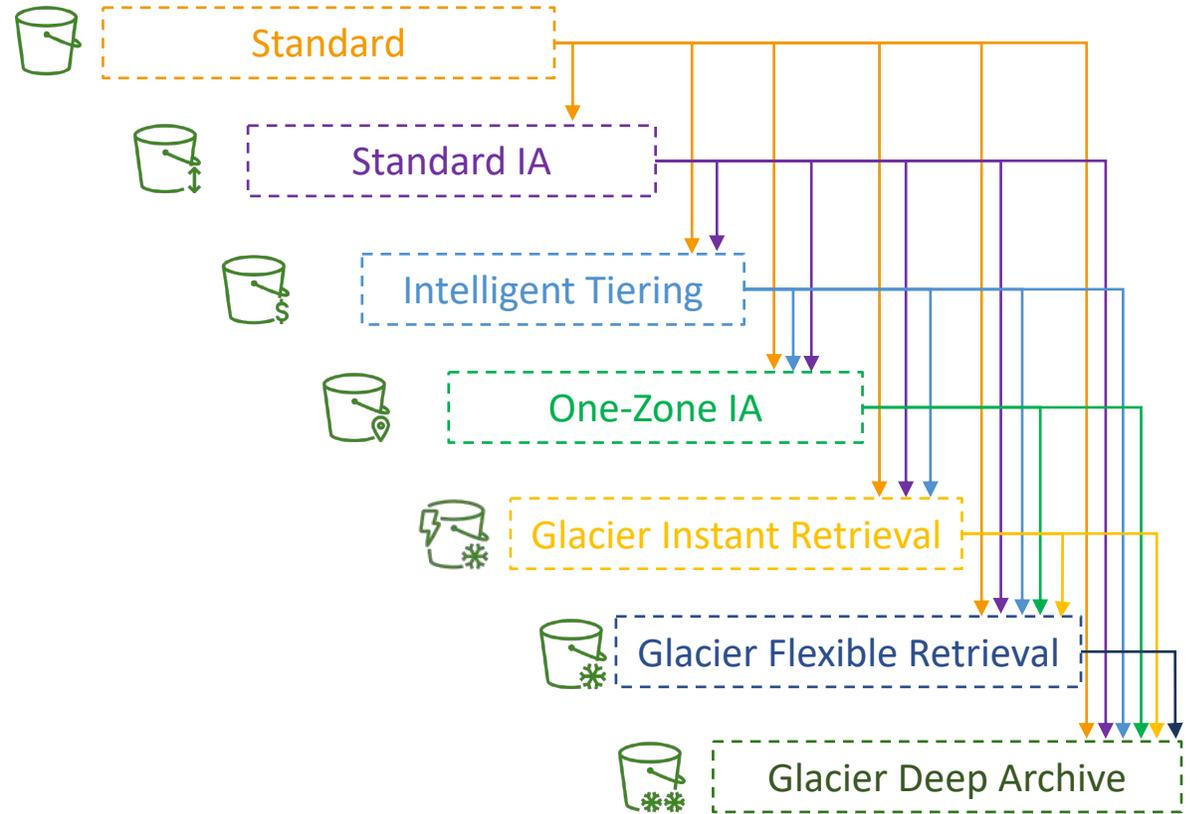 Standard
Standard IA
Intelligent Tiering
$
One-Zone IA
Glacier Instant Retrieval
Glacier Flexible Retrieval
Glacier Deep Archive